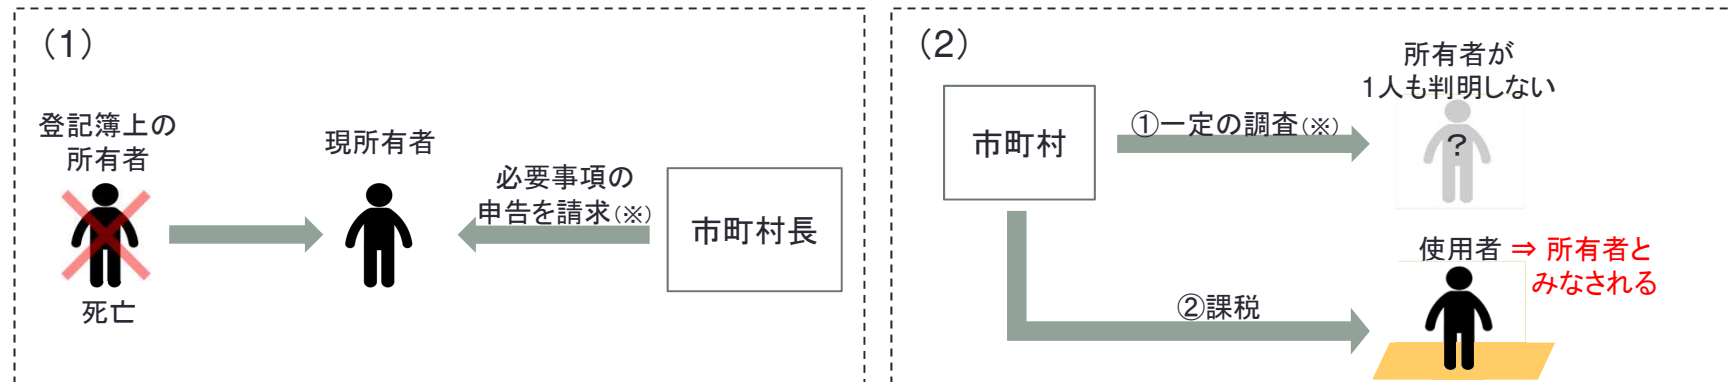 (1)
登記簿上の
所有者
死亡
現所有者
必要事項の
申告を請求(※)
市町村長
(2)
市町村
①一定の調査(※)
所有者が
1人も判明しない
?
②課税
使用者 ⇒ 所有者と
みなされる